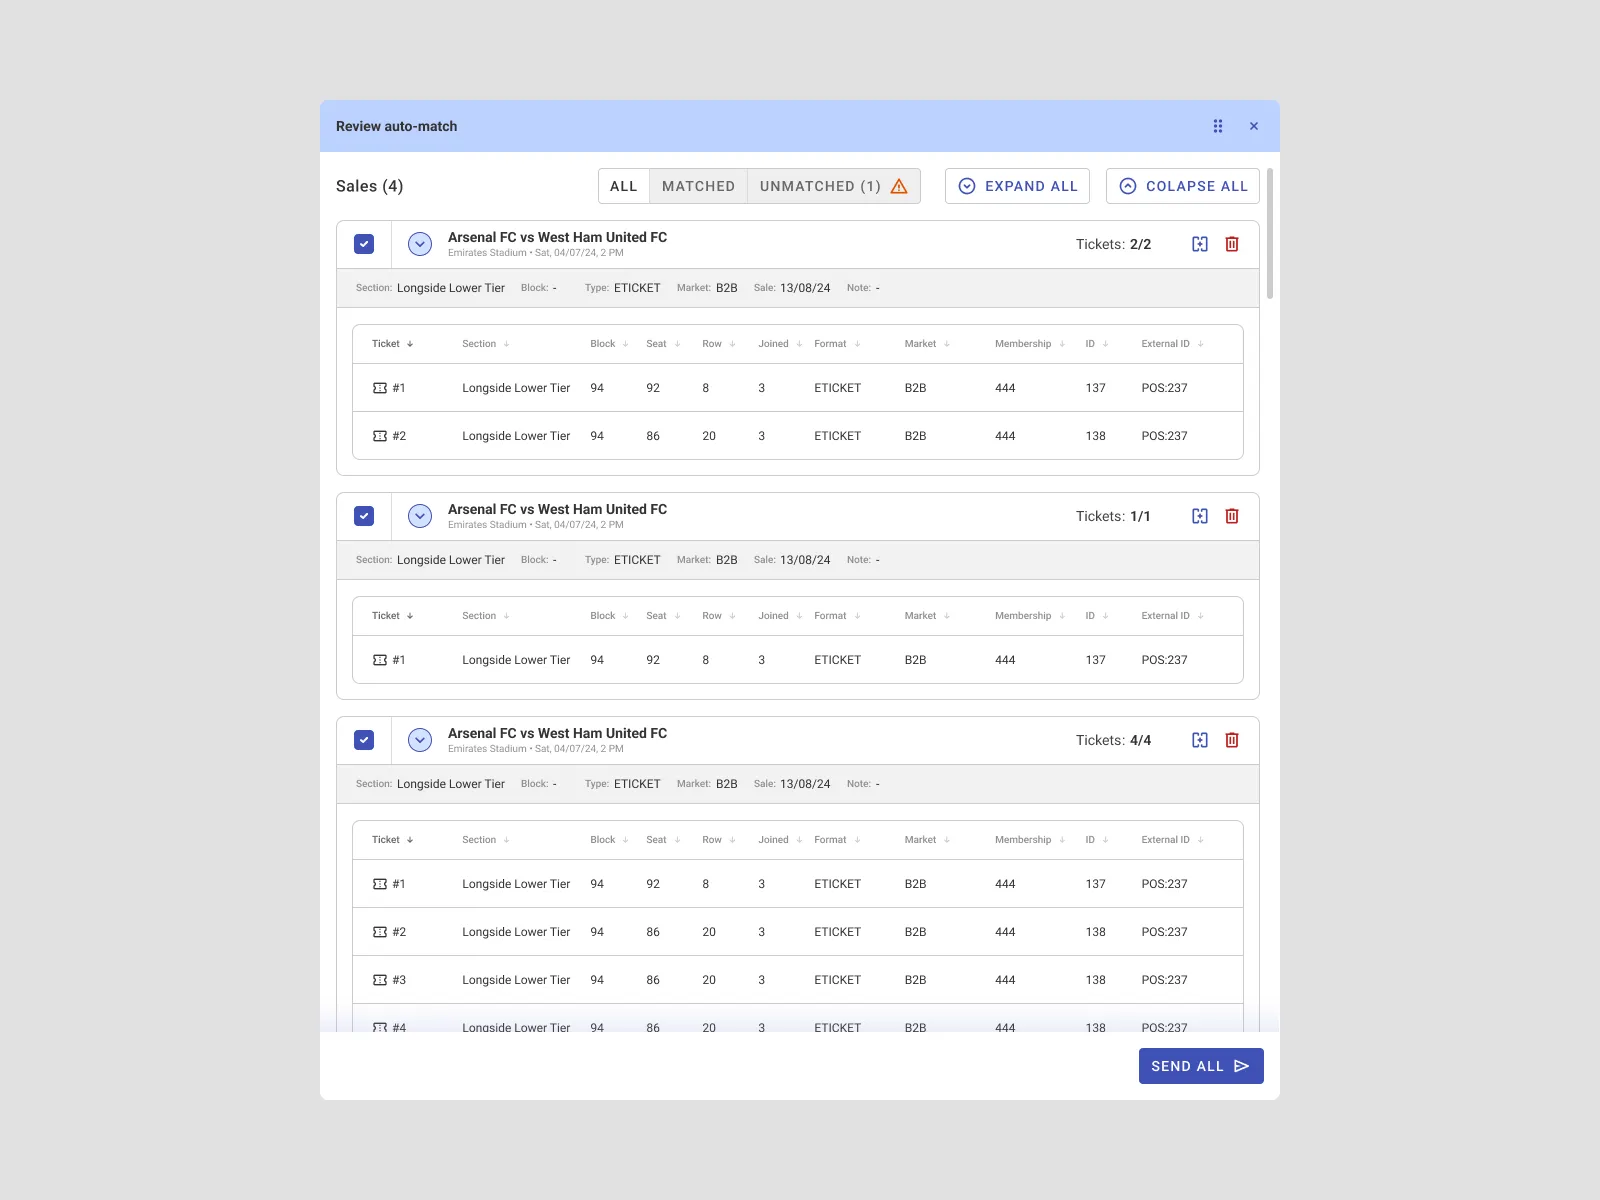 Review auto-match
Sales (4) ALL MATCHED UNMATCHED (1) EXPAND ALL COLAPSE ALL
Arsenal FC vs West Ham United FC
Emirates Stadium • Sat, 04/07/24, 2 PM
Tickets: 2/2
Section: Longside Lower Tier Block: - Type: ETICKET Market: B2B Sale: 13/08/24 Note: -
Ticket Section Block Seat Row Joined Format Market Membership ID External ID
#1 Longside Lower Tier 94 92 8 3 ETICKET B2B 444 137 POS:237
#2 Longside Lower Tier 94 86 20 3 ETICKET B2B 444 138 POS:237
Arsenal FC vs West Ham United FC
Emirates Stadium • Sat, 04/07/24, 2 PM
Tickets: 1/1
Section: Longside Lower Tier Block: - Type: ETICKET Market: B2B Sale: 13/08/24 Note: -
Ticket Section Block Seat Row Joined Format Market Membership ID External ID
#1 Longside Lower Tier 94 92 8 3 ETICKET B2B 444 137 POS:237
Arsenal FC vs West Ham United FC
Emirates Stadium • Sat, 04/07/24, 2 PM
Tickets: 4/4
Section: Longside Lower Tier Block: - Type: ETICKET Market: B2B Sale: 13/08/24 Note: -
Ticket Section Block Seat Row Joined Format Market Membership ID External ID
#1 Longside Lower Tier 94 92 8 3 ETICKET B2B 444 137 POS:237
#2 Longside Lower Tier 94 86 20 3 ETICKET B2B 444 138 POS:237
#3 Longside Lower Tier 94 86 20 3 ETICKET B2B 444 138 POS:237
#4 Longside Lower Tier 94 86 20 3 ETICKET B2B 444 138 POS:237
SEND ALL